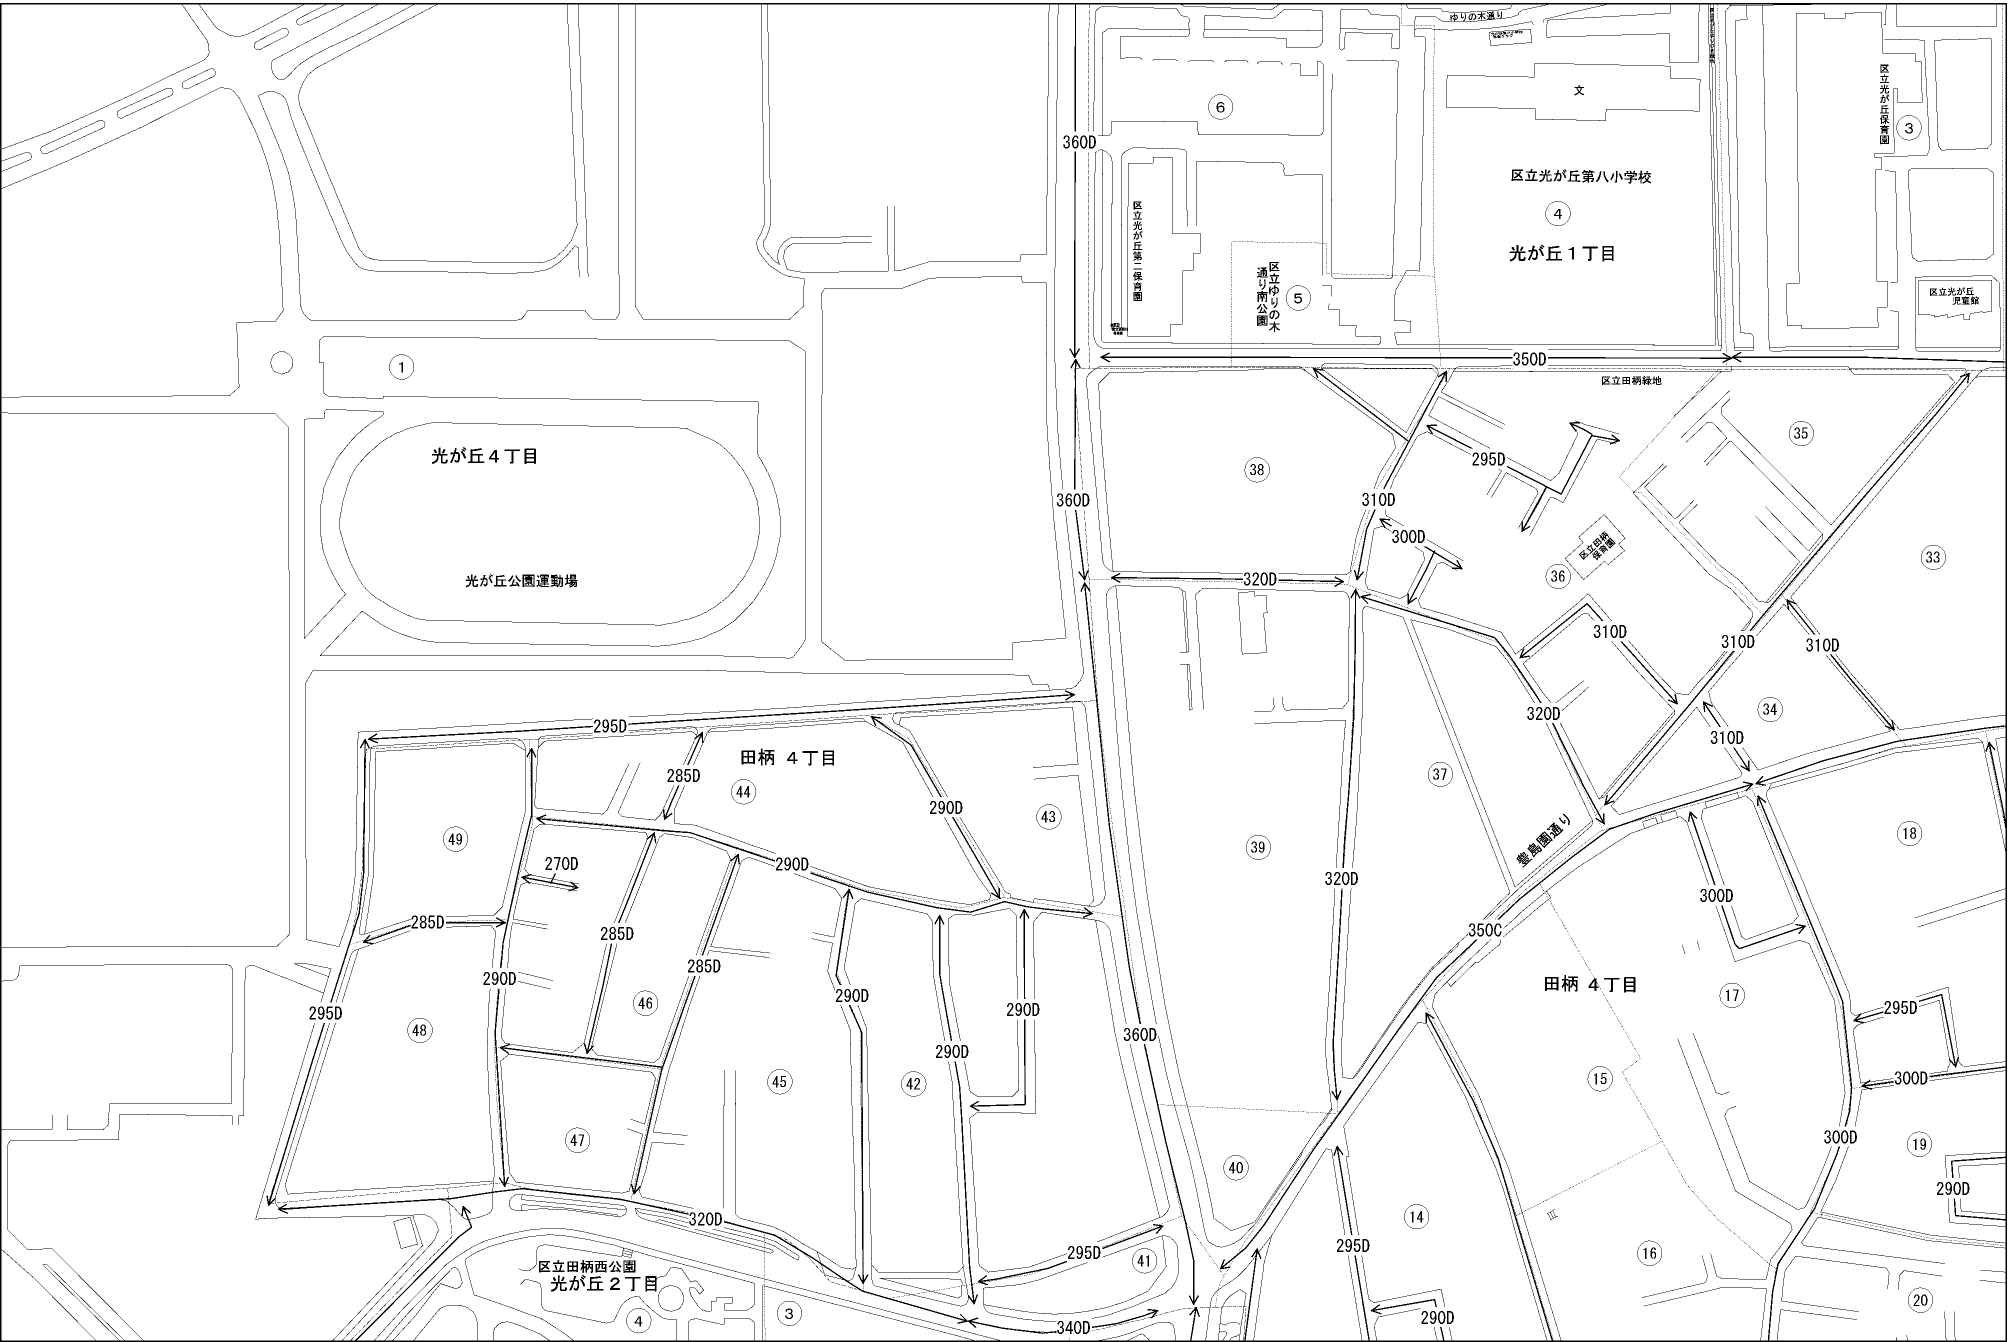 ゆりの木通り
文
区立光が丘保育園
⑥
③
360D
区立光が丘第八小学校
④
光が丘１丁目
区立光が丘第二保育園
区立ゆりの木
通り南公園
⑤
区立光が丘
児童館
350D
①
区立田柄緑地
光が丘４丁目
35
38
295D
360D
310D
300D
区立田柄
保育園
33
36
光が丘公園運動場
320D
310D
310D
310D
34
320D
310D
295D
田柄 ４丁目
285D
44
37
290D
43
豊島園通り
18
49
39
270D
290D
320D
300D
285D
285D
350C
285D
290D
田柄 ４丁目
46
290D
17
295D
295D
290D
48
360D
290D
15
300D
45
42
47
300D
19
40
290D
14
320D
295D
295D
16
41
区立田柄西公園
光が丘２丁目
20
④
③
340D
290D